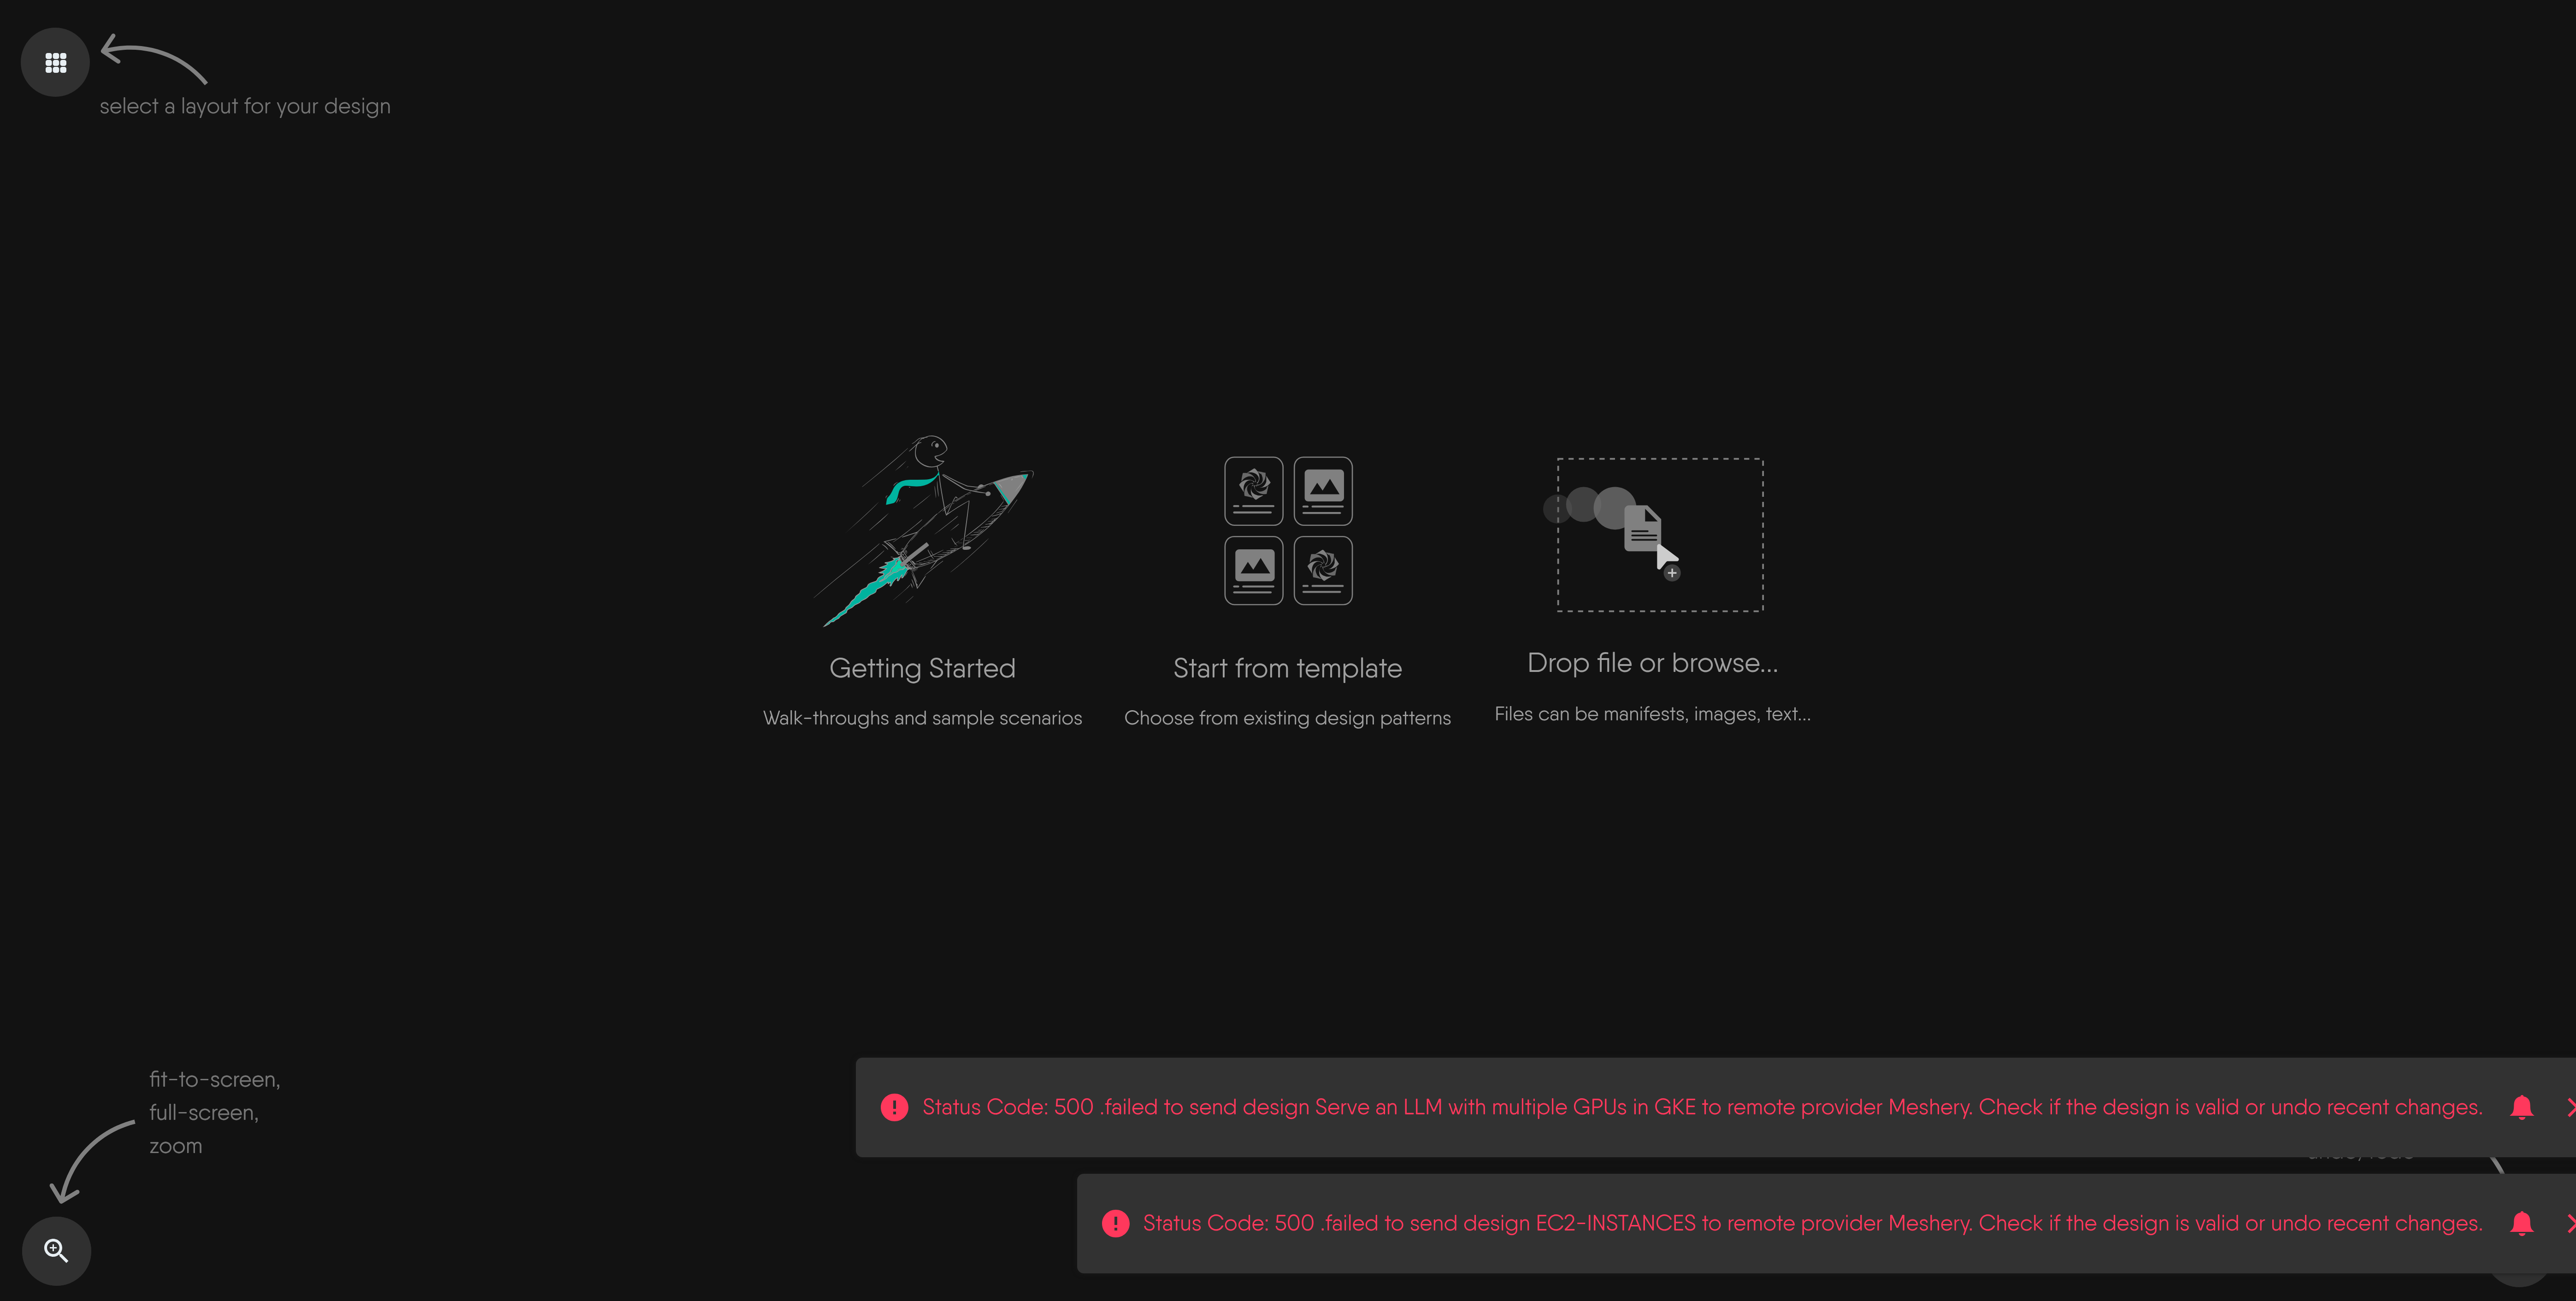 select a layout for your design
Getting Started
Start from template
Drop file or browse...
Walk-throughs and sample scenarios
Choose from existing design patterns
Files can be manifests, images, text...
fit-to-screen,
full-screen,
zoom
Status Code: 500 .failed to send design Serve an LLM with multiple GPUs in GKE to remote provider Meshery. Check if the design is valid or undo recent changes.
Status Code: 500 .failed to send design EC2-INSTANCES to remote provider Meshery. Check if the design is valid or undo recent changes.